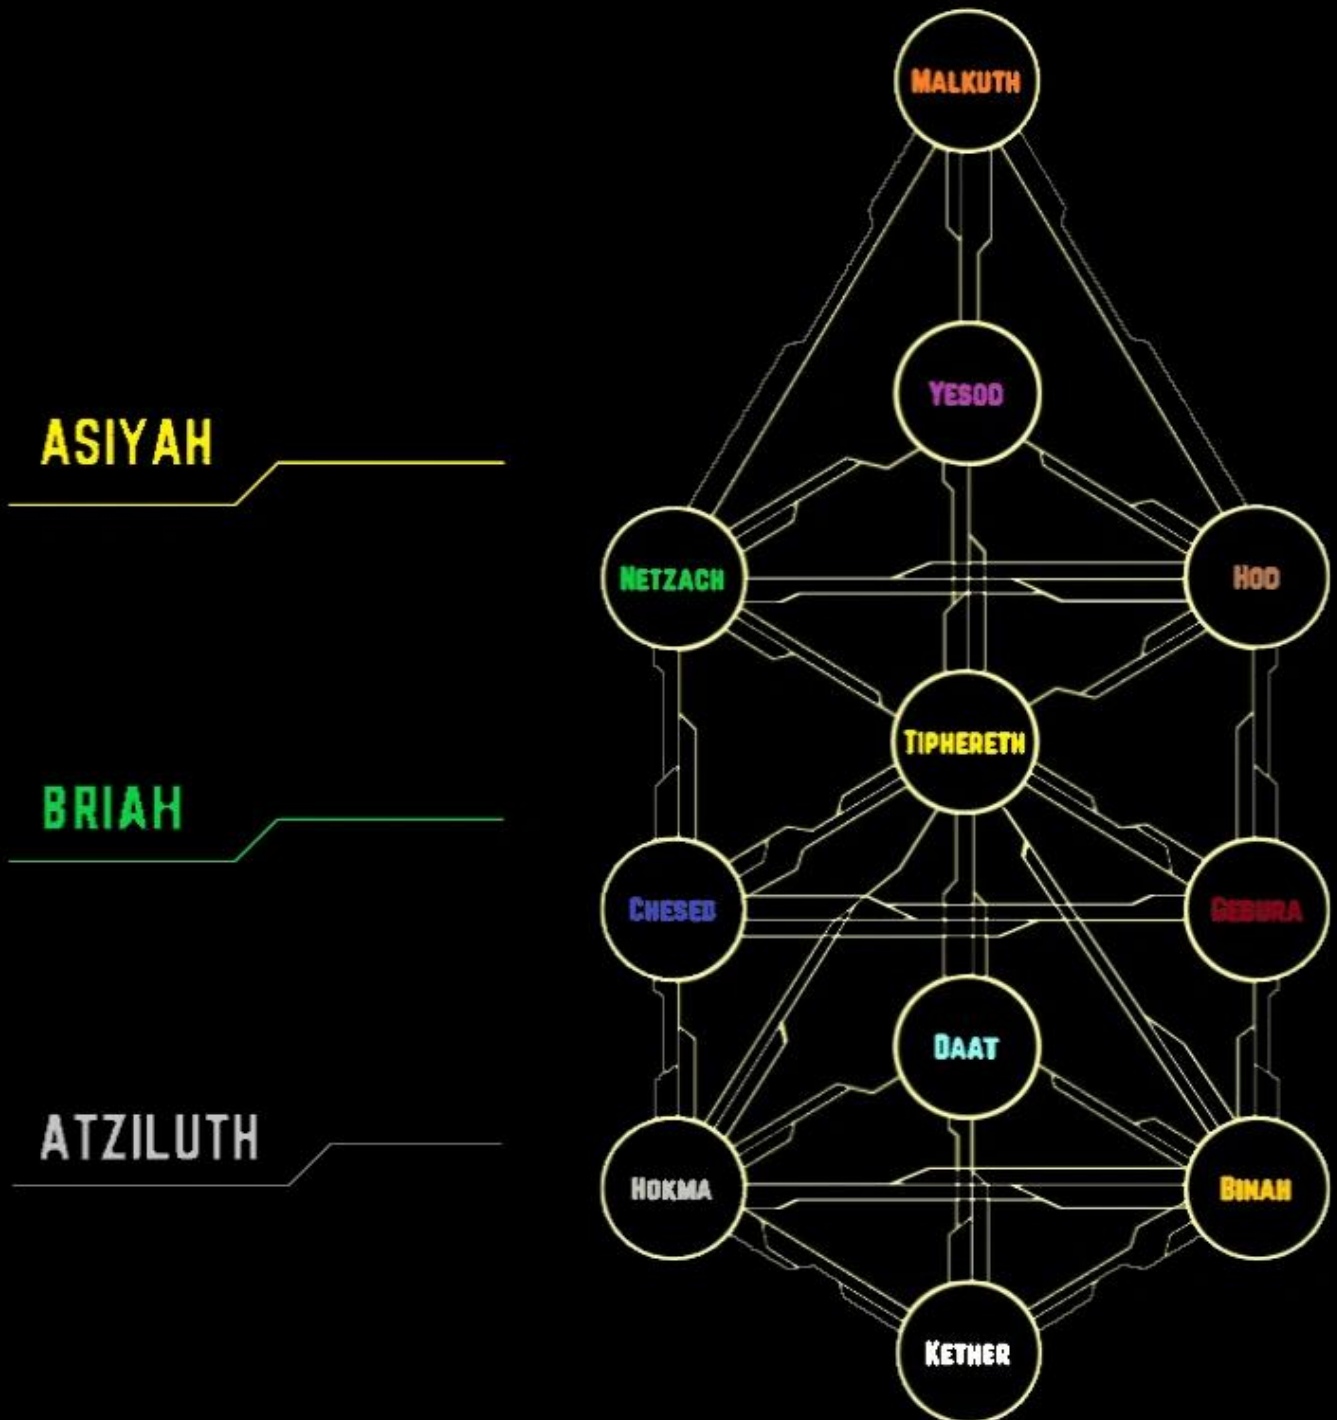 MALKUTH
YESOD
ASIYAH
NETZACH HOD
TIPHERETH
BRIAH
CHESED GEBURA
DAAT
ATZILUTH
HOKMA BINAH
KETHER